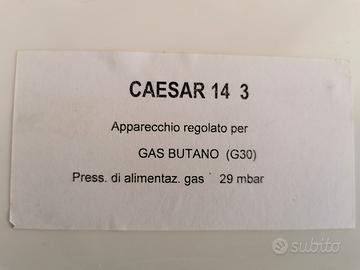 CAESAR 14 3
Apparecchio regolato per
GAS BUTANO (G30)
Press. di alimentaz. gas 29 mbar
subito